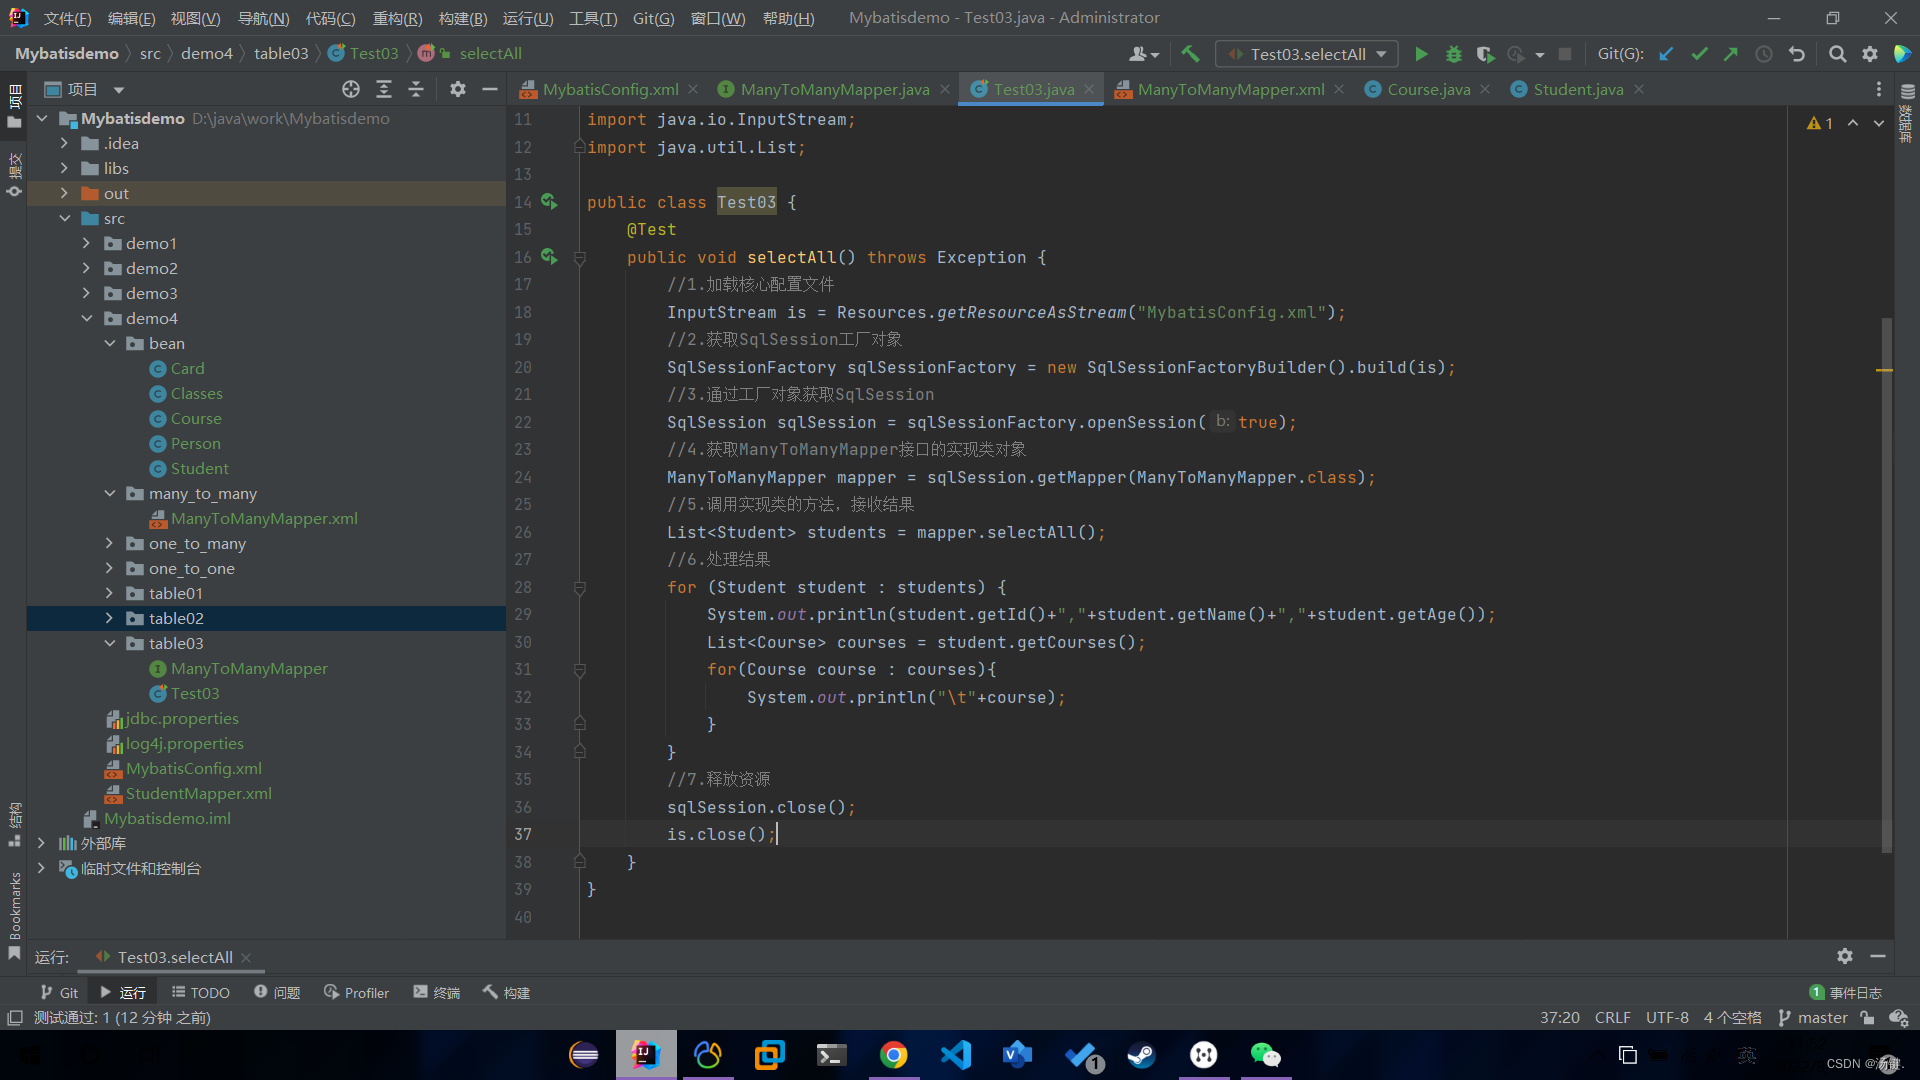 文件(F) 编辑(E) 视图(V) 导航(N) 代码(C) 重构(R) 构建(B) 运行(U) 工具(T) Git(G) 窗口(W) 帮助(H) Mybatisdemo - Test03.java - Administrator
Mybatisdemo src demo4 table03 Test03 selectAll Test03.selectAll Git(G):
项目
MybatisConfig.xml ManyToManyMapper.java Test03.java ManyToManyMapper.xml Course.java Student.java
项目
提交
结构
Bookmarks
数据库
Mybatisdemo D:\java\work\Mybatisdemo
.idea
libs
out
src
demo1
demo2
demo3
demo4
bean
Card
Classes
Course
Person
Student
many_to_many
ManyToManyMapper.xml
one_to_many
one_to_one
table01
table02
table03
ManyToManyMapper
Test03
jdbc.properties
log4j.properties
MybatisConfig.xml
StudentMapper.xml
Mybatisdemo.iml
外部库
临时文件和控制台
1
11 import java.io.InputStream;
12 import java.util.List;
13
14 public class Test03 {
15 @Test
16 public void selectAll() throws Exception {
17 //1.加载核心配置文件
18 InputStream is = Resources.getResourceAsStream("MybatisConfig.xml");
19 //2.获取SqlSession工厂对象
20 SqlSessionFactory sqlSessionFactory = new SqlSessionFactoryBuilder().build(is);
21 //3.通过工厂对象获取SqlSession
22 SqlSession sqlSession = sqlSessionFactory.openSession( b: true);
23 //4.获取ManyToManyMapper接口的实现类对象
24 ManyToManyMapper mapper = sqlSession.getMapper(ManyToManyMapper.class);
25 //5.调用实现类的方法，接收结果
26 List<Student> students = mapper.selectAll();
27 //6.处理结果
28 for (Student student : students) {
29 System.out.println(student.getId()+","+student.getName()+","+student.getAge());
30 List<Course> courses = student.getCourses();
31 for(Course course : courses){
32 System.out.println("\t"+course);
33 }
34 }
35 //7.释放资源
36 sqlSession.close();
37 is.close();
38 }
39 }
40
运行: Test03.selectAll
Git 运行 TODO 问题 Profiler 终端 构建 1 事件日志
测试通过: 1 (12 分钟 之前) 37:20 CRLF UTF-8 4 个空格 master
1
英
CSDN @汤键.